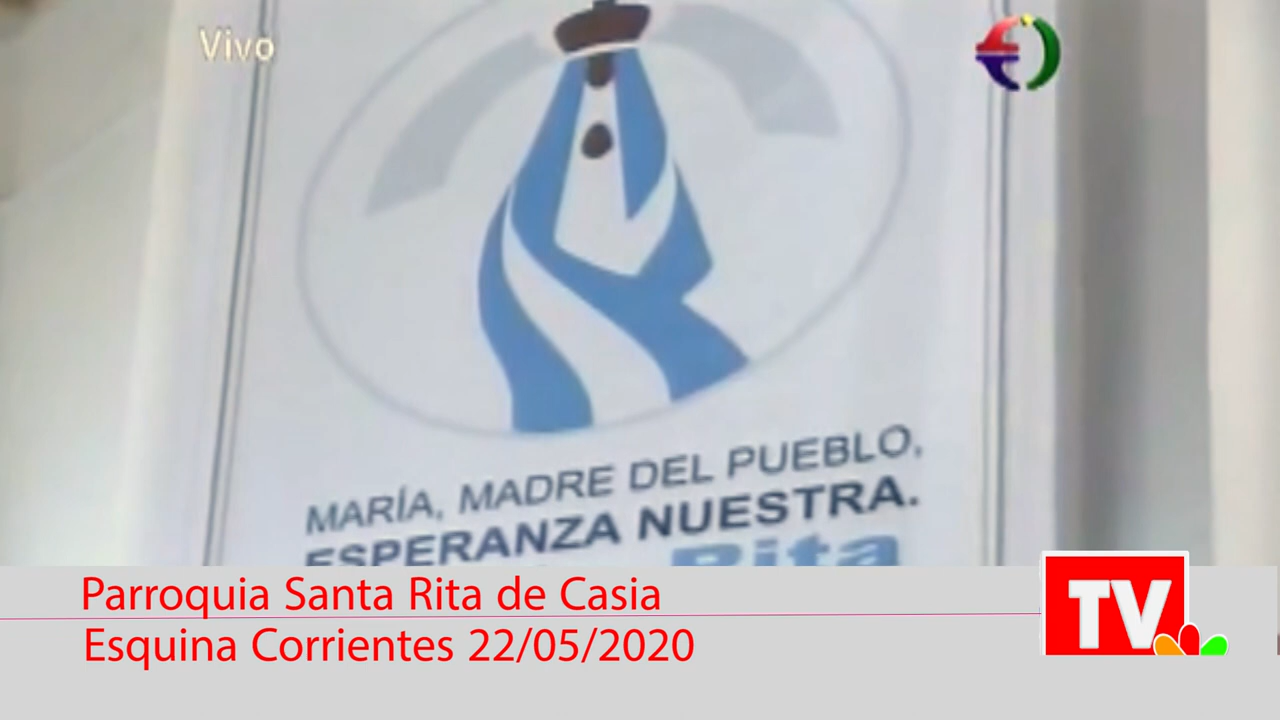 Vivo
MARÍA, MADRE DEL PUEBLO,
ESPERANZA NUESTRA.
Rita
Parroquia Santa Rita de Casia
Esquina Corrientes 22/05/2020
TV